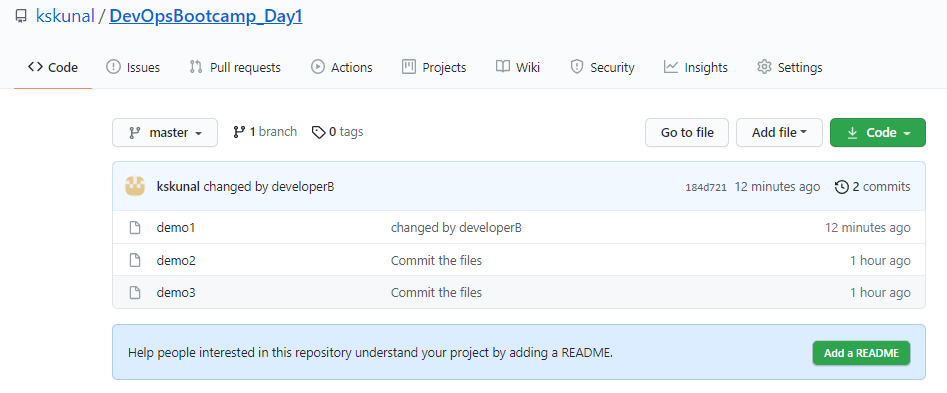 kskunal / DevOpsBootcamp_Day1
Code Issues Pull requests Actions Projects Wiki Security Insights Settings
master 1 branch 0 tags Go to file Add file Code
kskunal changed by developerB 184d721 12 minutes ago 2 commits
demo1 changed by developerB 12 minutes ago
demo2 Commit the files 1 hour ago
demo3 Commit the files 1 hour ago
Help people interested in this repository understand your project by adding a README. Add a README